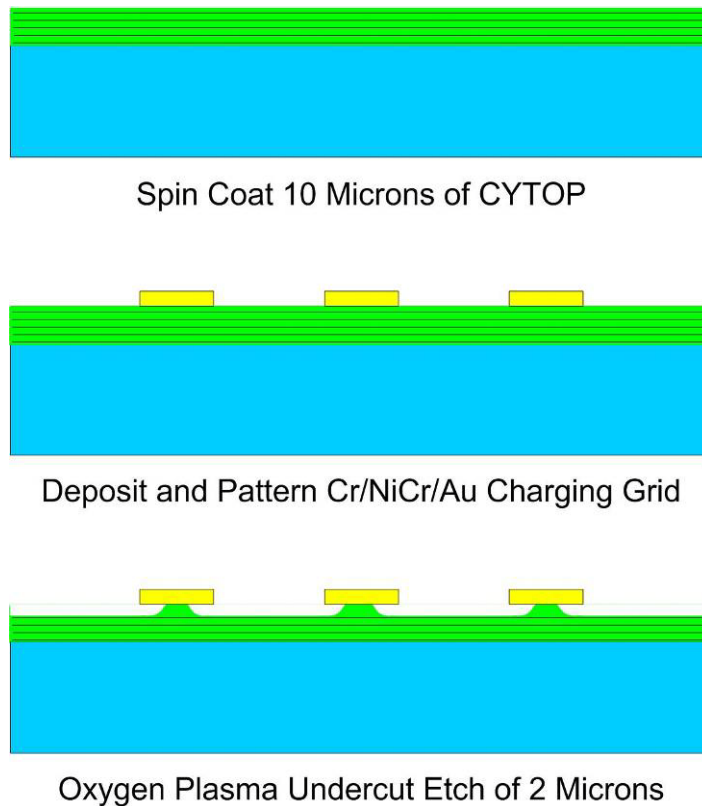 Spin Coat 10 Microns of CYTOP
Deposit and Pattern Cr/NiCr/Au Charging Grid
Oxygen Plasma Undercut Etch of 2 Microns